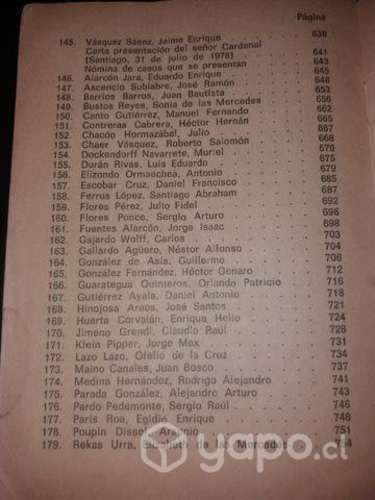 Página
145. Vásquez Sáenz, Jaime Enrique 638
Carta presentación del señor Cardenal
(Santiago, 31 de julio de 1978) 641
Nómina de casos que se presentan 643
146. Alarcón Jara, Eduardo Enrique 645
147. Ascencio Subiabre, José Ramón 648
148. Barrios Barros, Juan Bautista 650
149. Bustos Reyes, Sonia de las Mercedes 653
150. Canto Gutiérrez, Manuel Fernando 656
151. Contreras Cabrera, Héctor Hernán 662
152. Chacón Hormazábal, Julio 667
153. Chaer Vásquez, Roberto Salomón 668
154. Dockendorff Navarrete, Muriel 670
155. Durán Rivas, Luis Eduardo 675
156. Elizondo Ormaechea, Antonio 679
157. Escobar Cruz, Daniel Francisco 685
158. Ferrus López, Santiago Abraham 687
159. Flores Pérez, Julio Fidel 692
160. Flores Ponce, Sergio Arturo 696
161. Fuentes Alarcón, Jorge Isaac 698
162. Gajardo Wolff, Carlos 703
163. Gallardo Agüero, Néstor Alfonso 704
164. González de Asís, Guillermo 706
165. González Fernández, Héctor Genaro 712
166. Guarategua Quinteros, Orlando Patricio 716
167. Gutiérrez Ayala, Daniel Antonio 718
168. Hinojosa Araos, José Santos 721
169. Huerta Corvalán, Enrique Helio 724
170. Jimeno Grendi, Claudio Raúl 728
171. Klein Pipper, Jorge Max 731
172. Lazo Lazo, Ofelio de la Cruz 734
173. Maino Canales, Juan Bosco 737
174. Medina Hernández, Rodrigo Alejandro 741
175. Parada González, Alejandro Arturo 743
176. Pardo Pedemonte, Sergio Raúl 746
177. París Roa, Egidio Enrique 748
178. Poupin Dissel, Arsenio 751
179. Rekas Urra, Elizabeth de las Mercedes 754
yapo.cl